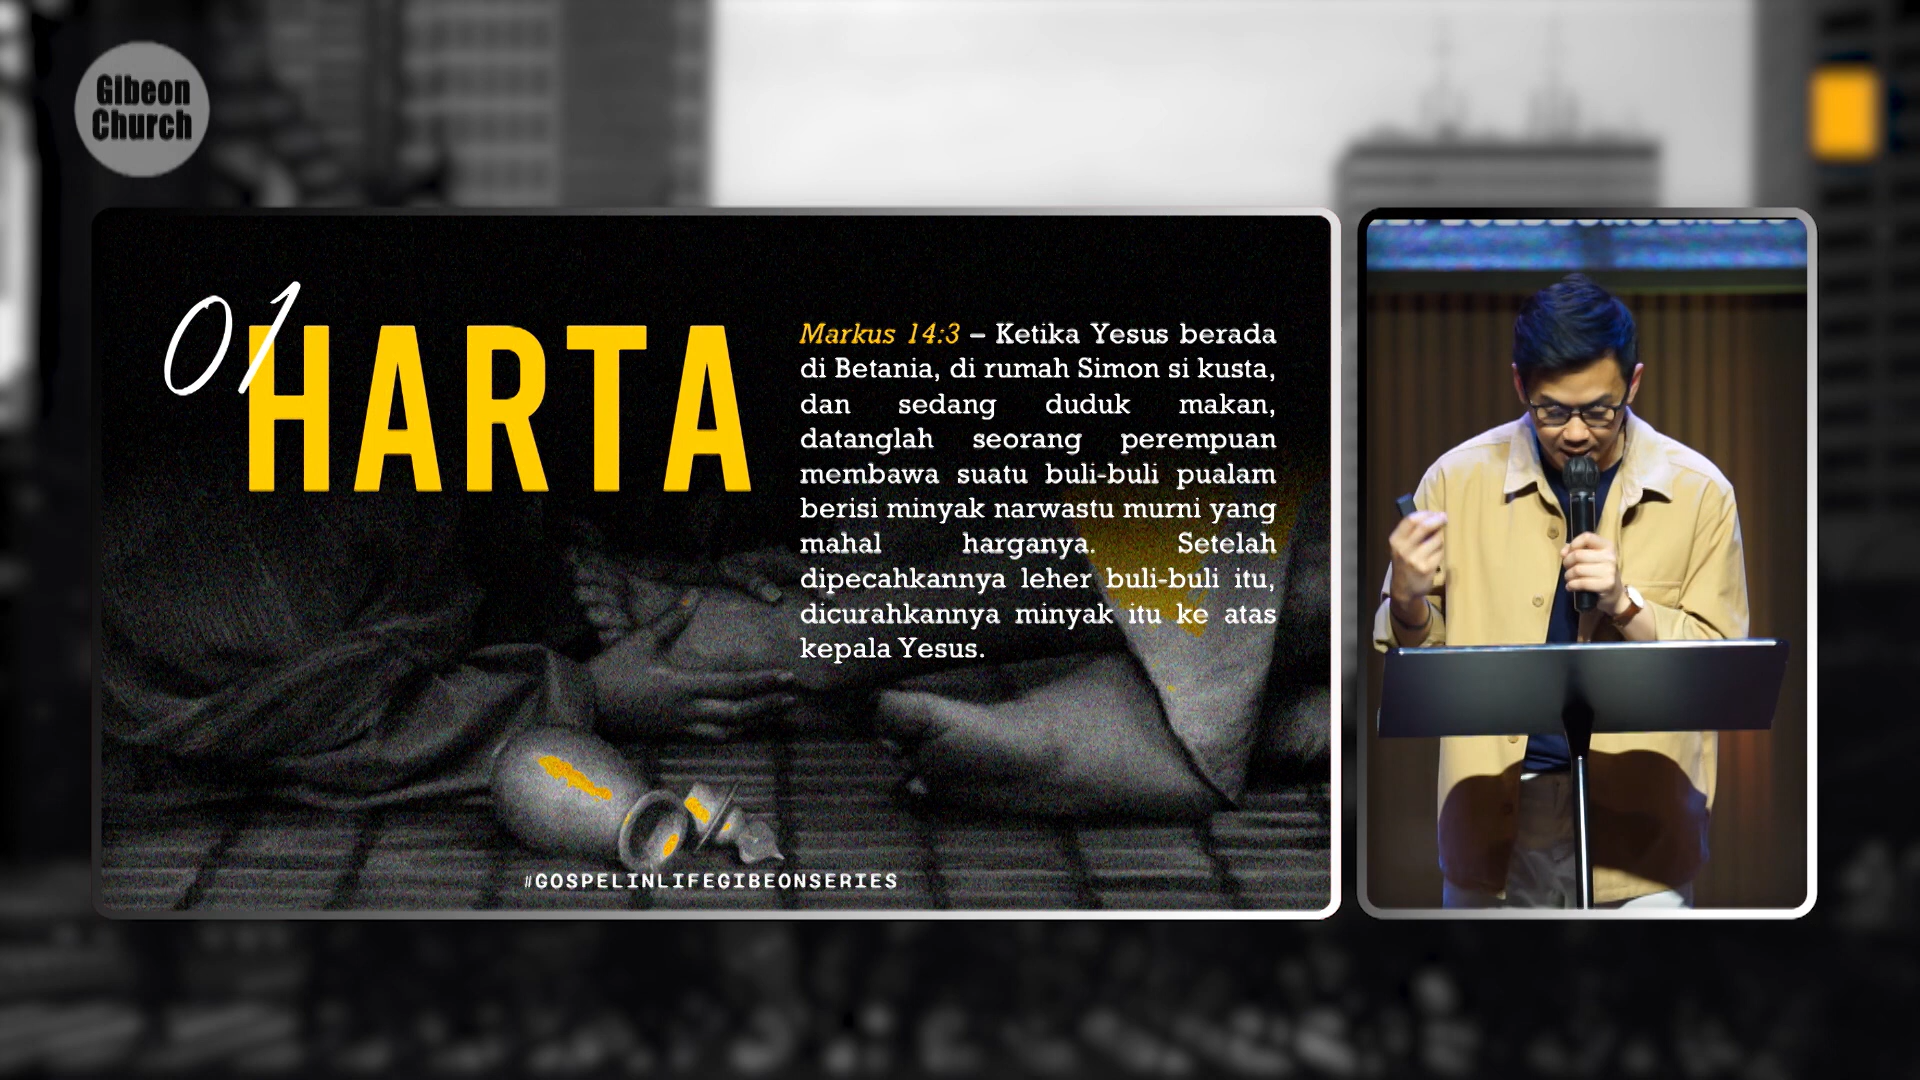 Gibeon
Church
01
HARTA
Markus 14:3 – Ketika Yesus berada
di Betania, di rumah Simon si kusta,
dan sedang duduk makan,
datanglah seorang perempuan
membawa suatu buli-buli pualam
berisi minyak narwastu murni yang
mahal harganya. Setelah
dipecahkannya leher buli-buli itu,
dicurahkannya minyak itu ke atas
kepala Yesus.
#GOSPELINLIFEGIBEONSERIES